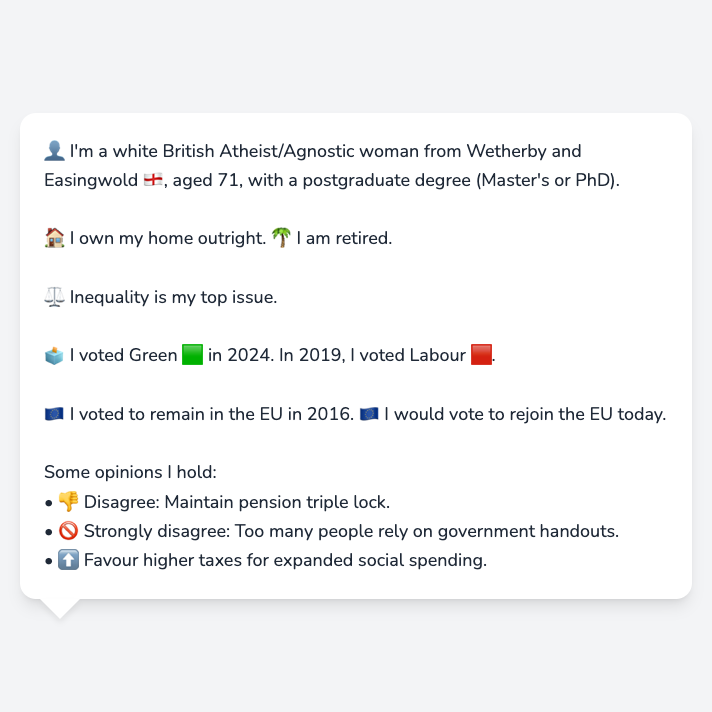 👤 I'm a white British Atheist/Agnostic woman from Wetherby and
Easingwold 🏴󠁧󠁢󠁥󠁮󠁧󠁿, aged 71, with a postgraduate degree (Master's or PhD).
🏠 I own my home outright. 🌴 I am retired.
⚖️ Inequality is my top issue.
🗳️ I voted Green 🟩 in 2024. In 2019, I voted Labour 🟥.
🇪🇺 I voted to remain in the EU in 2016. 🇪🇺 I would vote to rejoin the EU today.
Some opinions I hold:
• 👎 Disagree: Maintain pension triple lock.
• 🚫 Strongly disagree: Too many people rely on government handouts.
• ⬆️ Favour higher taxes for expanded social spending.